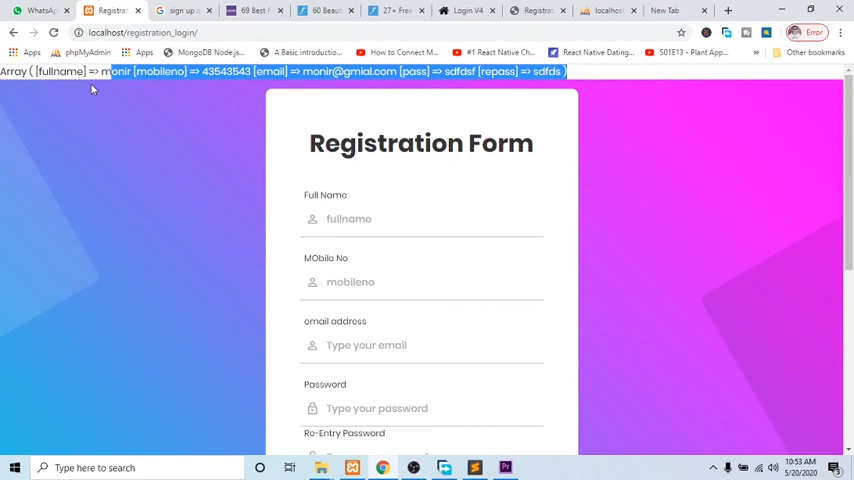 WhatsApp
Registrat
sign up a
69 Best F
60 Beaut
27+ Free
Login V4
Registrat
localhost
New Tab
localhost/registration_login/
Error
Apps
phpMyAdmin
Apps
MongoDB Node.js...
A Basic introductio...
How to Connect M...
#1 React Native Ch...
React Native Dating...
S01E13 - Plant App...
Other bookmarks
Array ( [fullname] => monir [mobileno] => 43543543 [email] => monir@gmial.com [pass] => sdfdsf [repass] => sdfds )
Registration Form
Full Name
fullname
MObile No
mobileno
email address
Type your email
Password
Type your password
Re-Entry Password
Type here to search
10:53 AM
5/20/2020
3